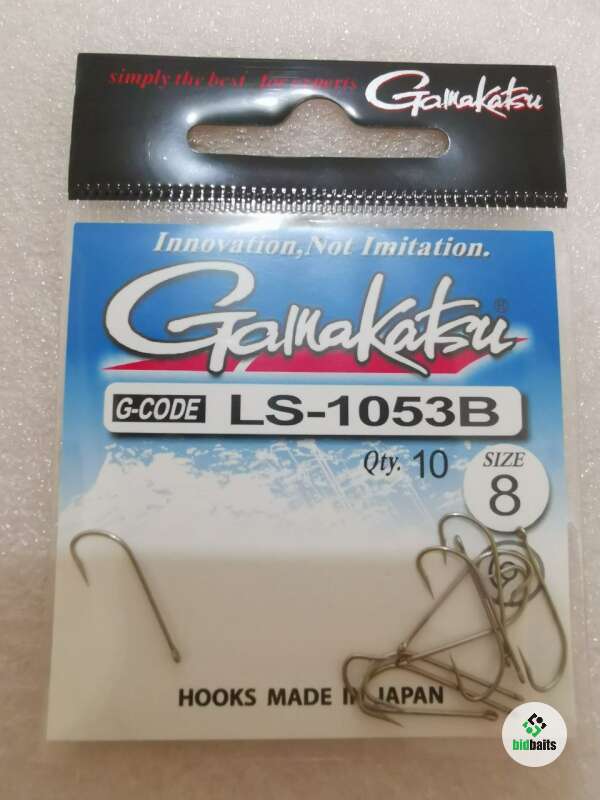 simply the best...for experts Gamakatsu
Innovation, Not Imitation.
Gamakatsu®
G-CODE LS-1053B
Qty. 10 SIZE
8
HOOKS MADE IN JAPAN
bidbaits